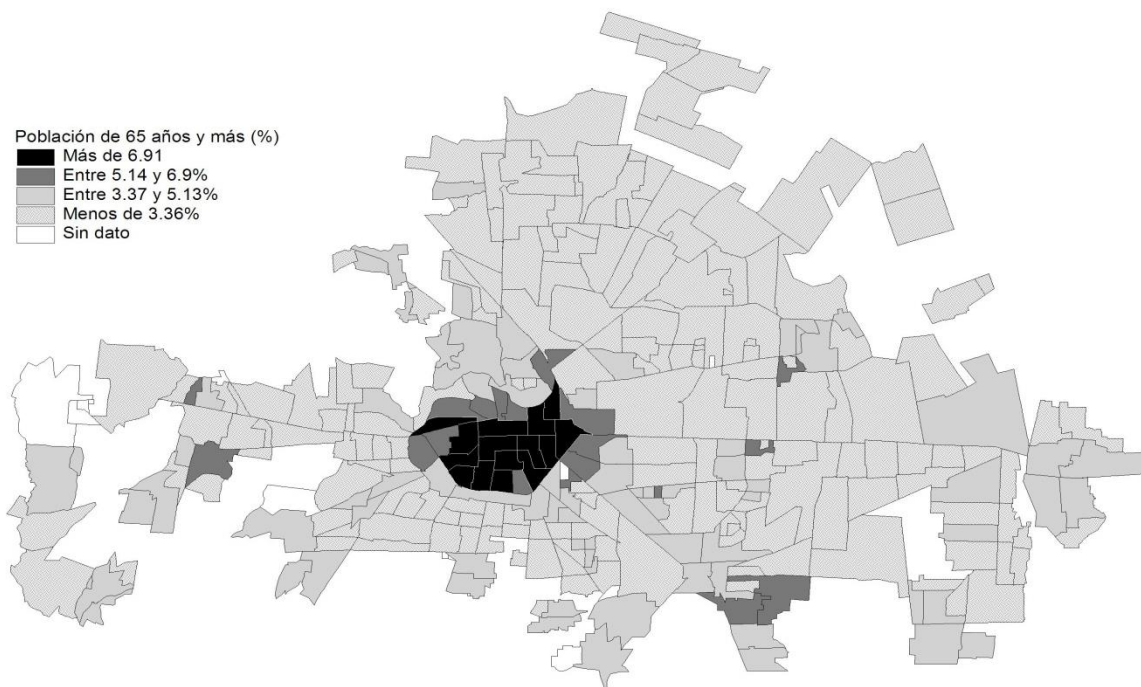 Población de 65 años y más (%)
Más de 6.91
Entre 5.14 y 6.9%
Entre 3.37 y 5.13%
Menos de 3.36%
Sin dato